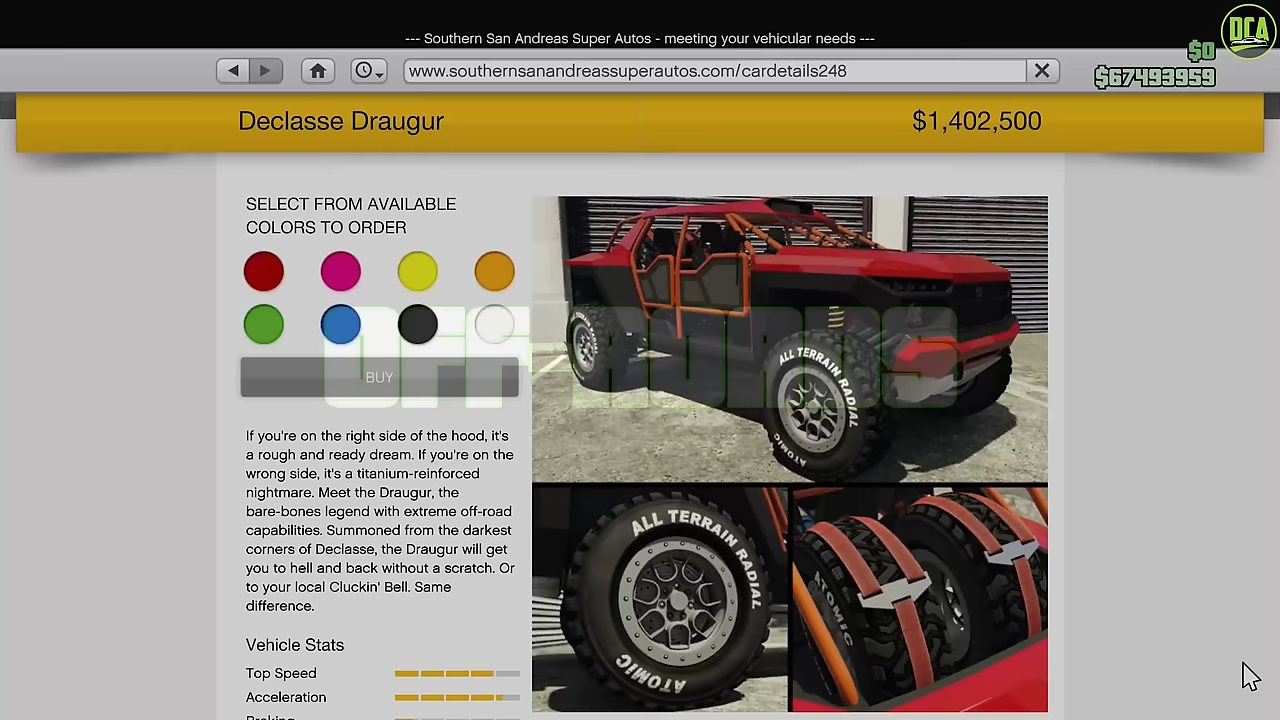 --- Southern San Andreas Super Autos - meeting your vehicular needs ---
DCA
$0
www.southernsanandreassuperautos.com/cardetails248
$67493959
Declasse Draugur
$1,402,500
SELECT FROM AVAILABLE
COLORS TO ORDER
BUY
OFF-ROADS
If you're on the right side of the hood, it's
a rough and ready dream. If you're on the
wrong side, it's a titanium-reinforced
nightmare. Meet the Draugur, the
bare-bones legend with extreme off-road
capabilities. Summoned from the darkest
corners of Declasse, the Draugur will get
you to hell and back without a scratch. Or
to your local Cluckin' Bell. Same
difference.
Vehicle Stats
Top Speed
Acceleration
Braking
ALL TERRAIN RADIAL
ATOMIC
ALL TERRAIN RADIAL
ATOMIC
ATOMIC